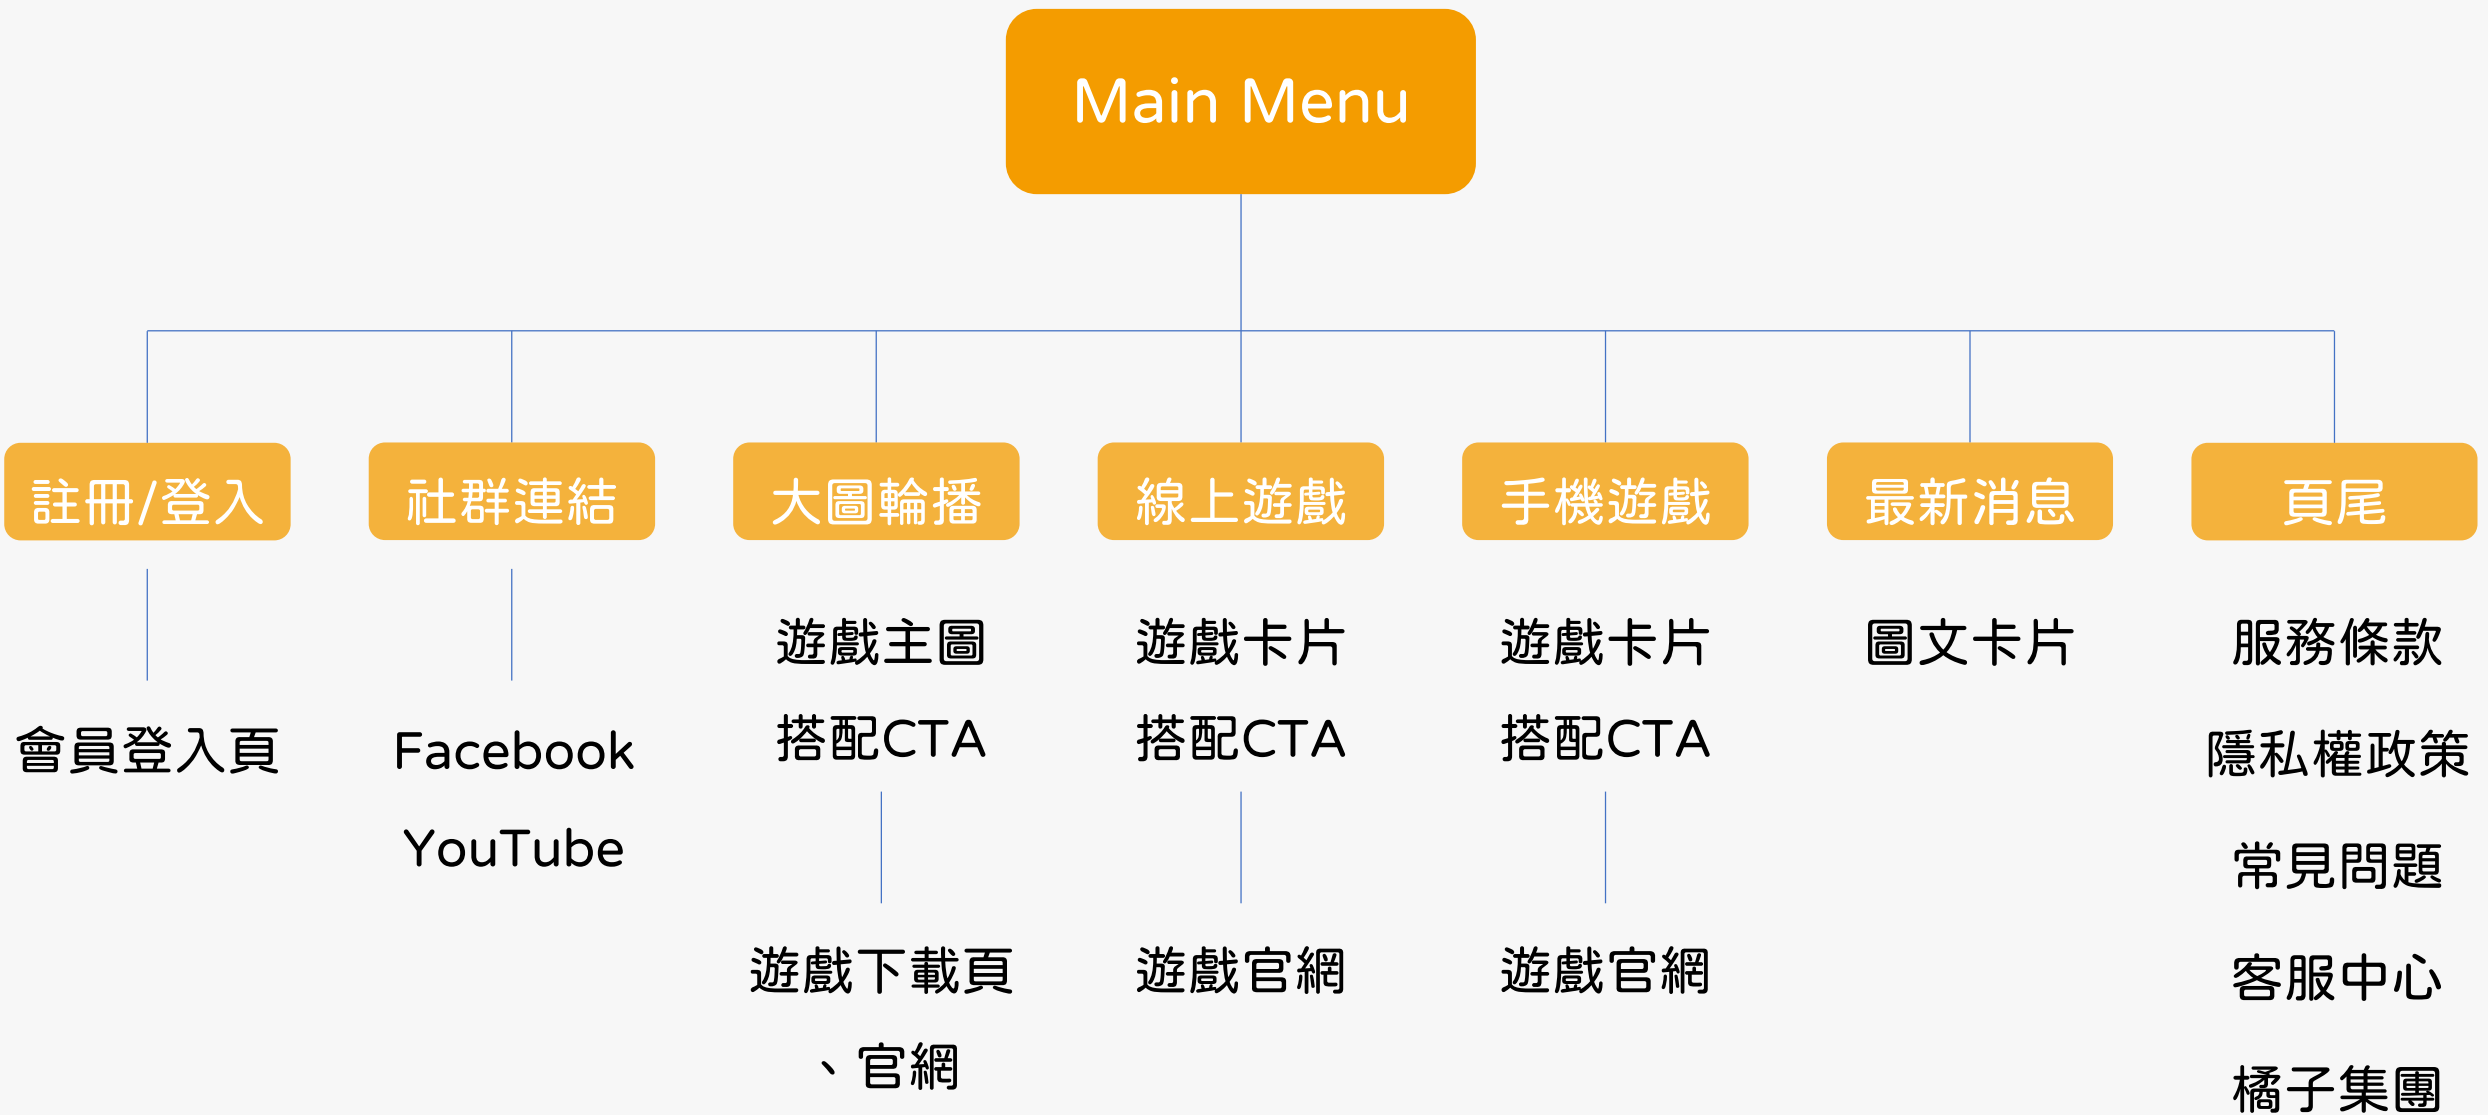 Main Menu
註冊/登入
社群連結
大圖輪播
線上遊戲
手機遊戲
最新消息
頁尾
會員登入頁
Facebook
YouTube
遊戲主圖
搭配CTA
遊戲下載頁
、官網
遊戲卡片
搭配CTA
遊戲官網
遊戲卡片
搭配CTA
遊戲官網
圖文卡片
服務條款
隱私權政策
常見問題
客服中心
橘子集團